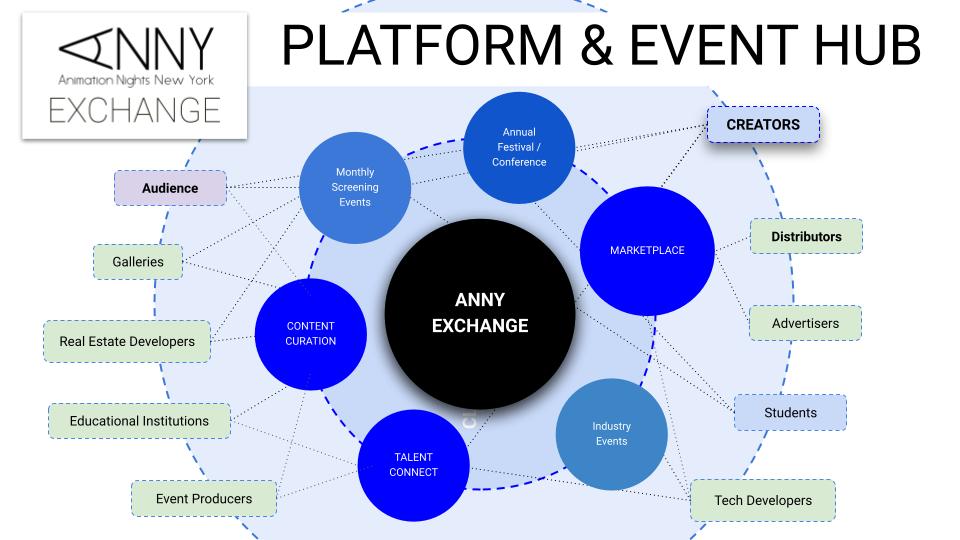 ANNY
Animation Nights New York
EXCHANGE
PLATFORM & EVENT HUB
CREATORS
Annual
Festival /
Conference
Monthly
Screening
Events
Audience
MARKETPLACE
Distributors
Galleries
ANNY
EXCHANGE
CONTENT
CURATION
Advertisers
Real Estate Developers
Students
Educational Institutions
Industry
Events
TALENT
CONNECT
Event Producers
Tech Developers